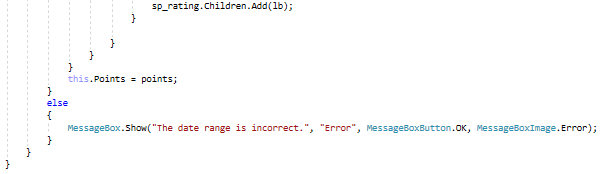 sp_rating.Children.Add(lb);
}
}
}
}
this.Points = points;
}
else
{
MessageBox.Show("The date range is incorrect.", "Error", MessageBoxButton.OK, MessageBoxImage.Error);
}
}
}